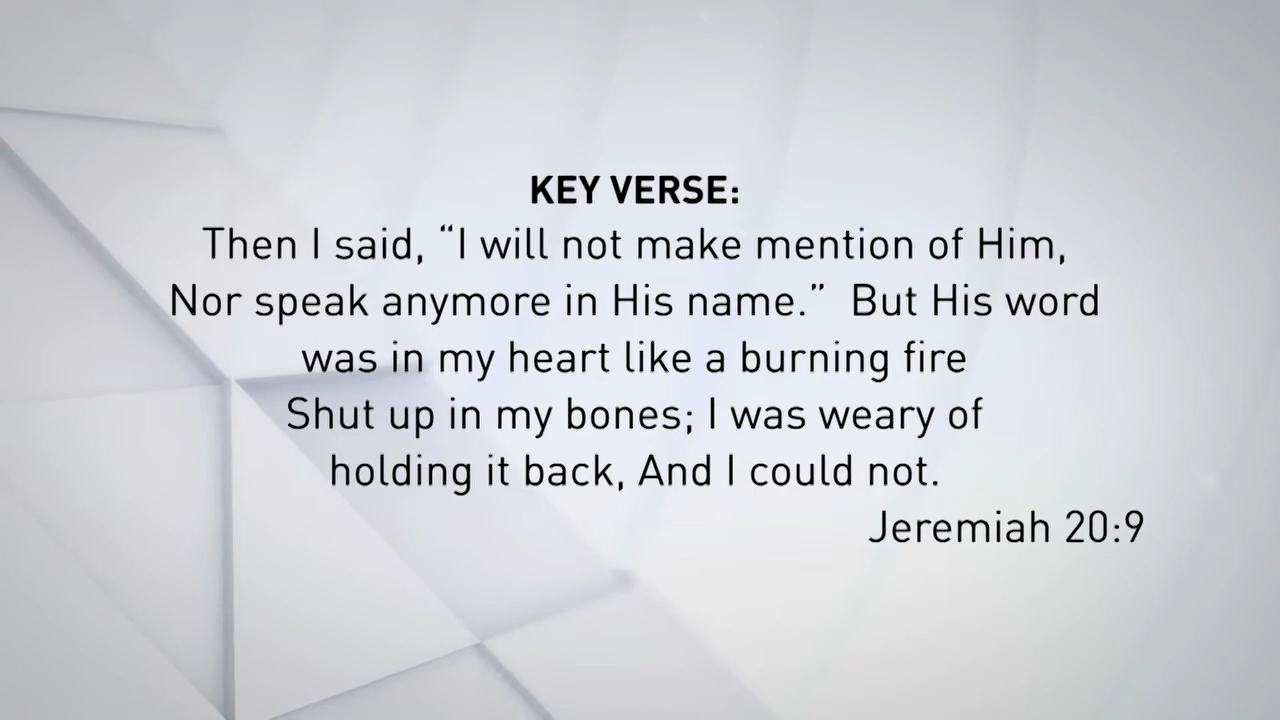 KEY VERSE:
Then I said, “I will not make mention of Him,
Nor speak anymore in His name.”  But His word
was in my heart like a burning fire
Shut up in my bones; I was weary of
holding it back, And I could not.
Jeremiah 20:9